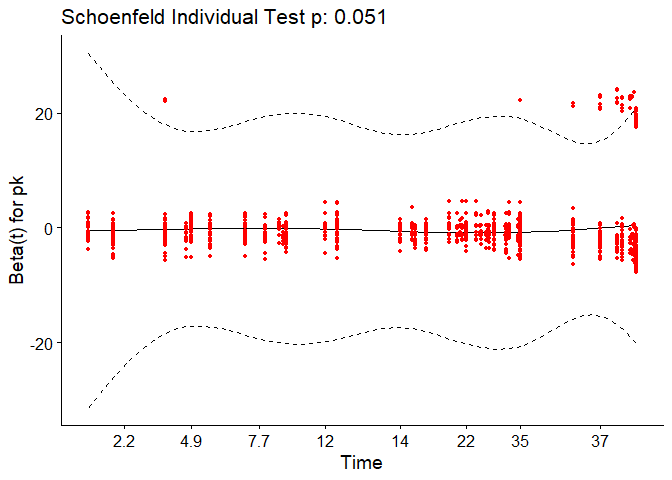 Schoenfeld Individual Test p: 0.051
Beta(t) for pk
20
0
-20
2.2 4.9 7.7 12 14 22 35 37
Time